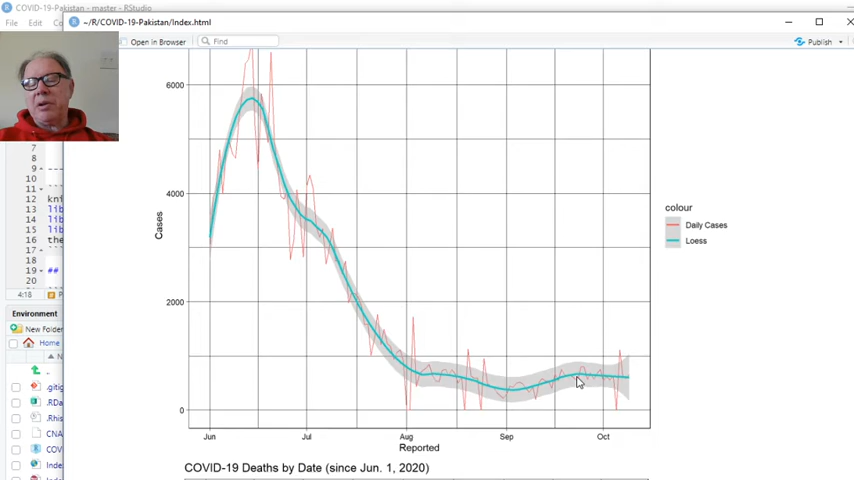 COVID-19-Pakistan - master - RStudio
File Edit
~/R/COVID-19-Pakistan/Index.html
Open in Browser
Find
Publish
6000
4000
2000
0
Cases
Jun
Jul
Aug
Sep
Oct
Reported
colour
Daily Cases
Loess
COVID-19 Deaths by Date (since Jun. 1, 2020)
7
8
9
10
11
12 kni
13 lib
14 lib
15 lib
16 the
17
18
19 ##
20
4:18
Environment
New Folder
Home
.gitig
.RDa
.Rhis
CNA
COV
Index